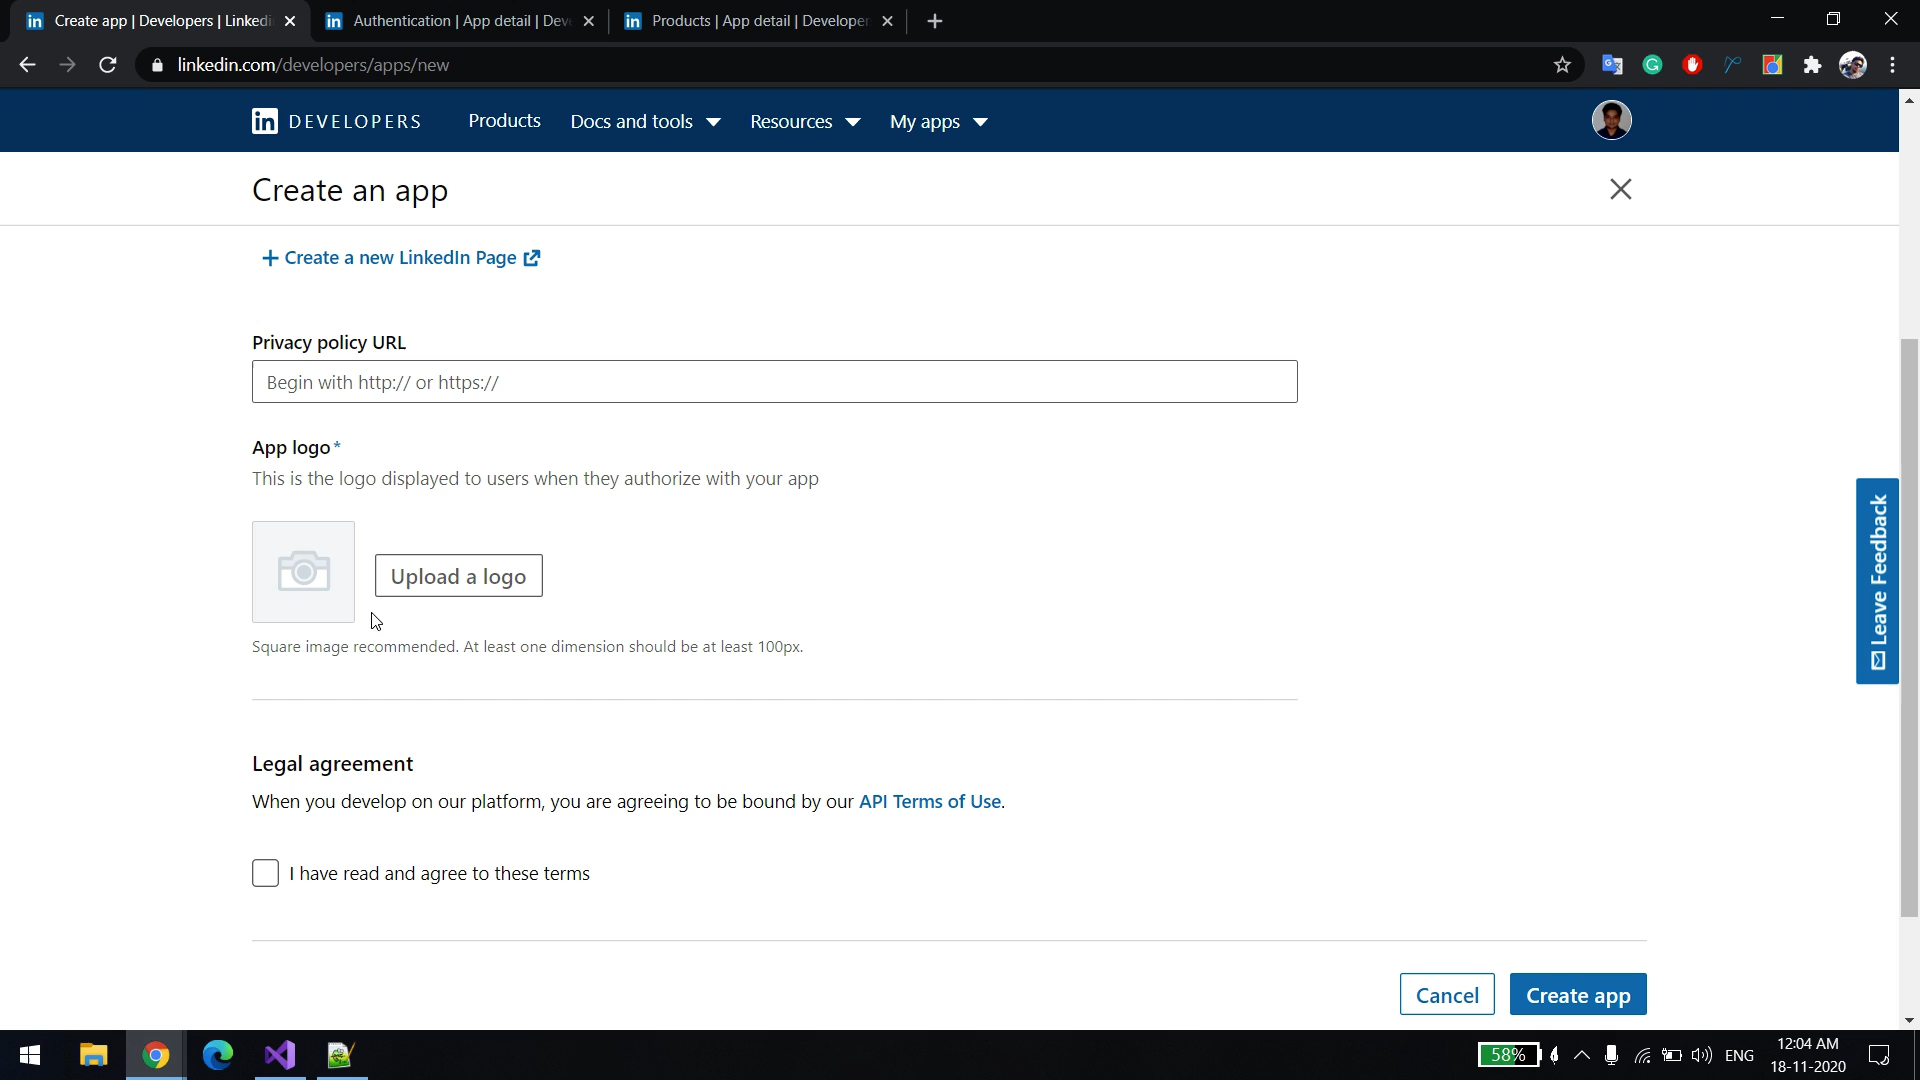 Create app | Developers | Linkedi
Authentication | App detail | Dev
Products | App detail | Developer
linkedin.com/developers/apps/new
in DEVELOPERS
Products
Docs and tools
Resources
My apps
Create an app
+ Create a new LinkedIn Page
Privacy policy URL
Begin with http:// or https://
App logo*
This is the logo displayed to users when they authorize with your app
Upload a logo
Square image recommended. At least one dimension should be at least 100px.
Leave Feedback
Legal agreement
When you develop on our platform, you are agreeing to be bound by our API Terms of Use.
I have read and agree to these terms
Cancel
Create app
58%
ENG
12:04 AM
18-11-2020